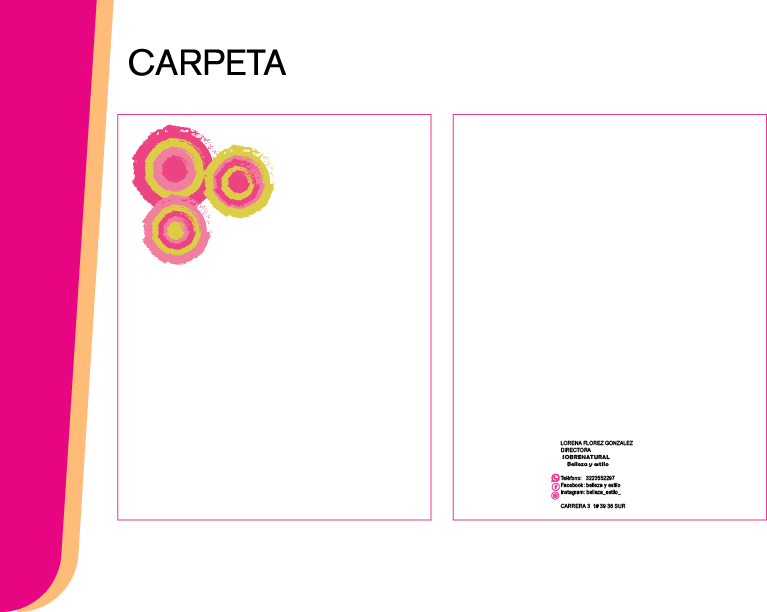 CARPETA
LORENA FLOREZ GONZALEZ
DIRECTORA
SOBRENATURAL
Belleza y estilo
Teléfono: 3223552297
Facebook: belleza y estilo
Instagram: belleza_estilo_
CARRERA 3 1# 39 36 SUR